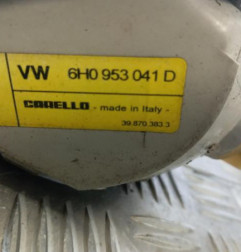 VW 6H0 953 041 D
CARELLO - made in Italy -
39.870.383.3